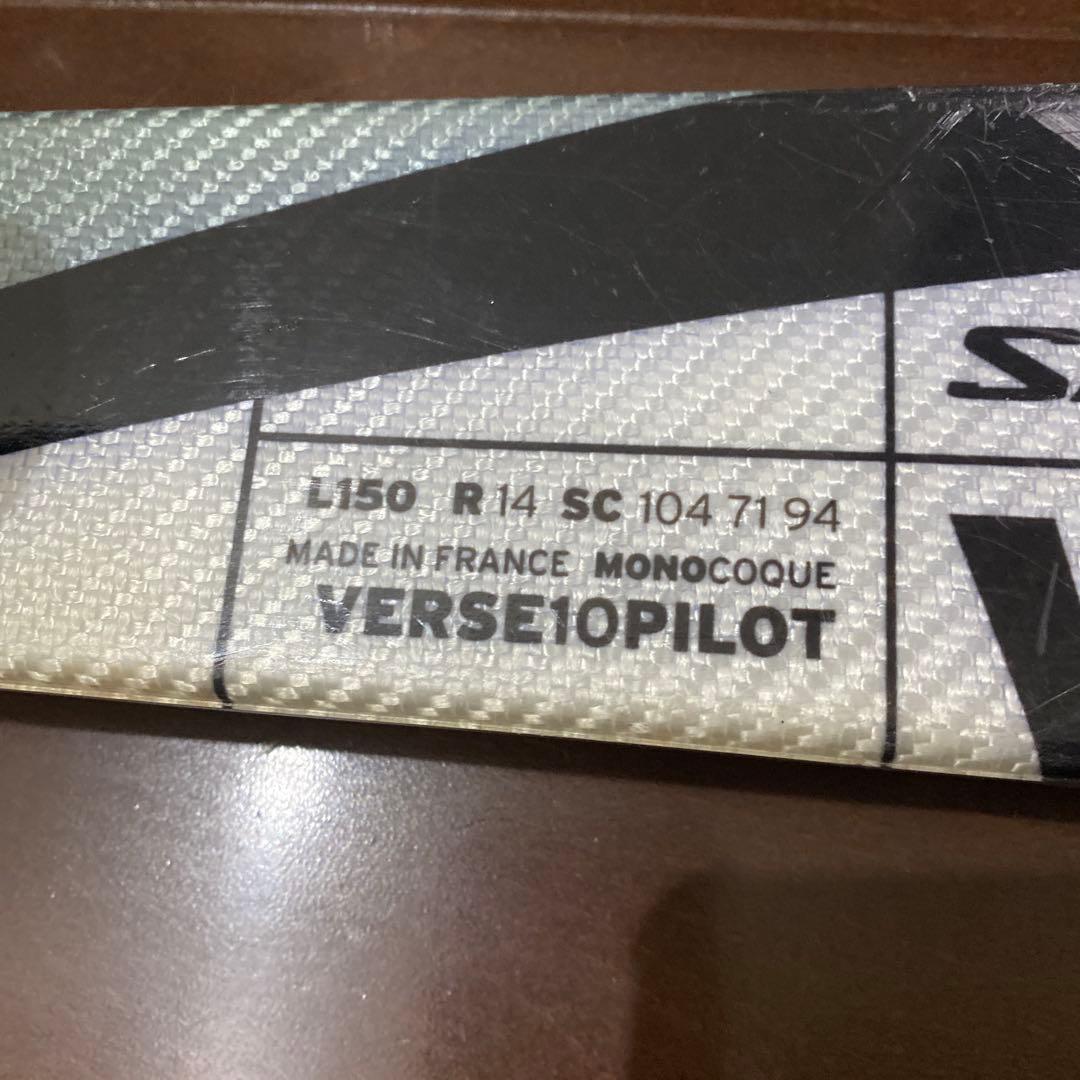 L150 R 14 SC 104 71 94
MADE IN FRANCE MONOCOQUE
VERSE10PILOT